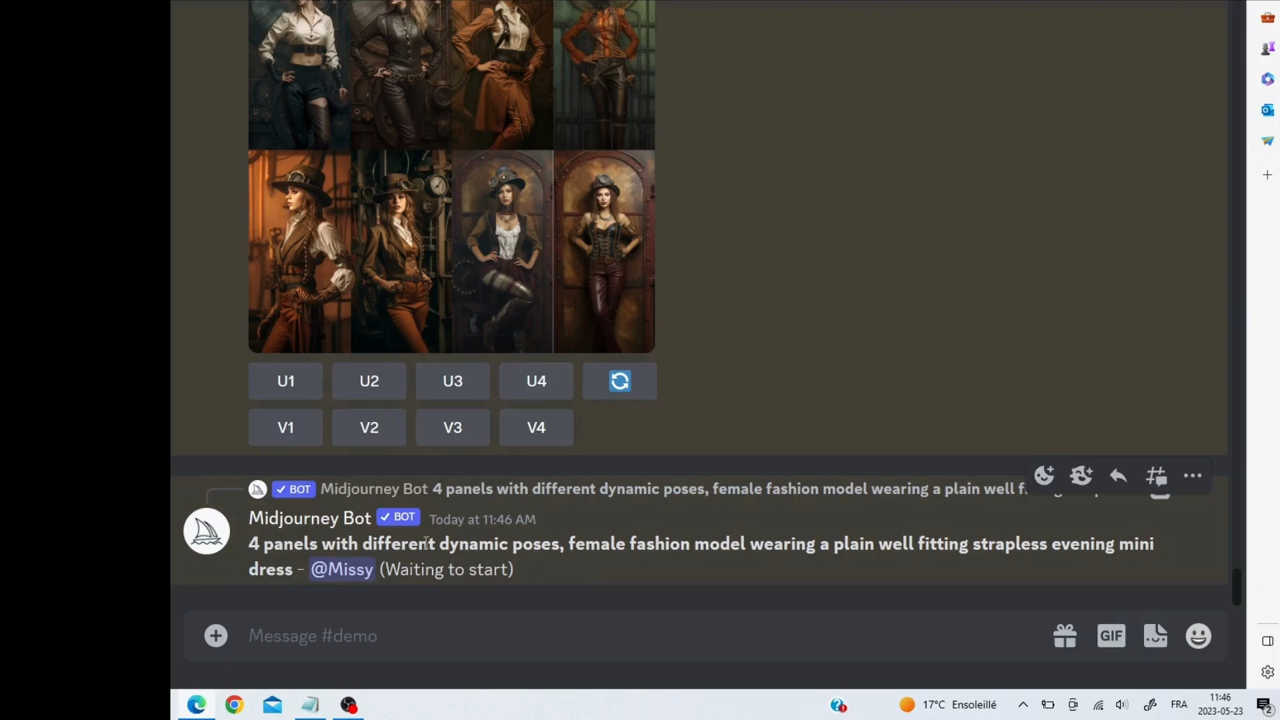 U1 U2 U3 U4
V1 V2 V3 V4
✓ BOT Midjourney Bot 4 panels with different dynamic poses, female fashion model wearing a plain well
Midjourney Bot ✓ BOT Today at 11:46 AM
4 panels with different dynamic poses, female fashion model wearing a plain well fitting strapless evening mini
dress - @Missy (Waiting to start)
Message #demo
GIF
17°C Ensoleillé
FRA
11:46
2023-05-23
2